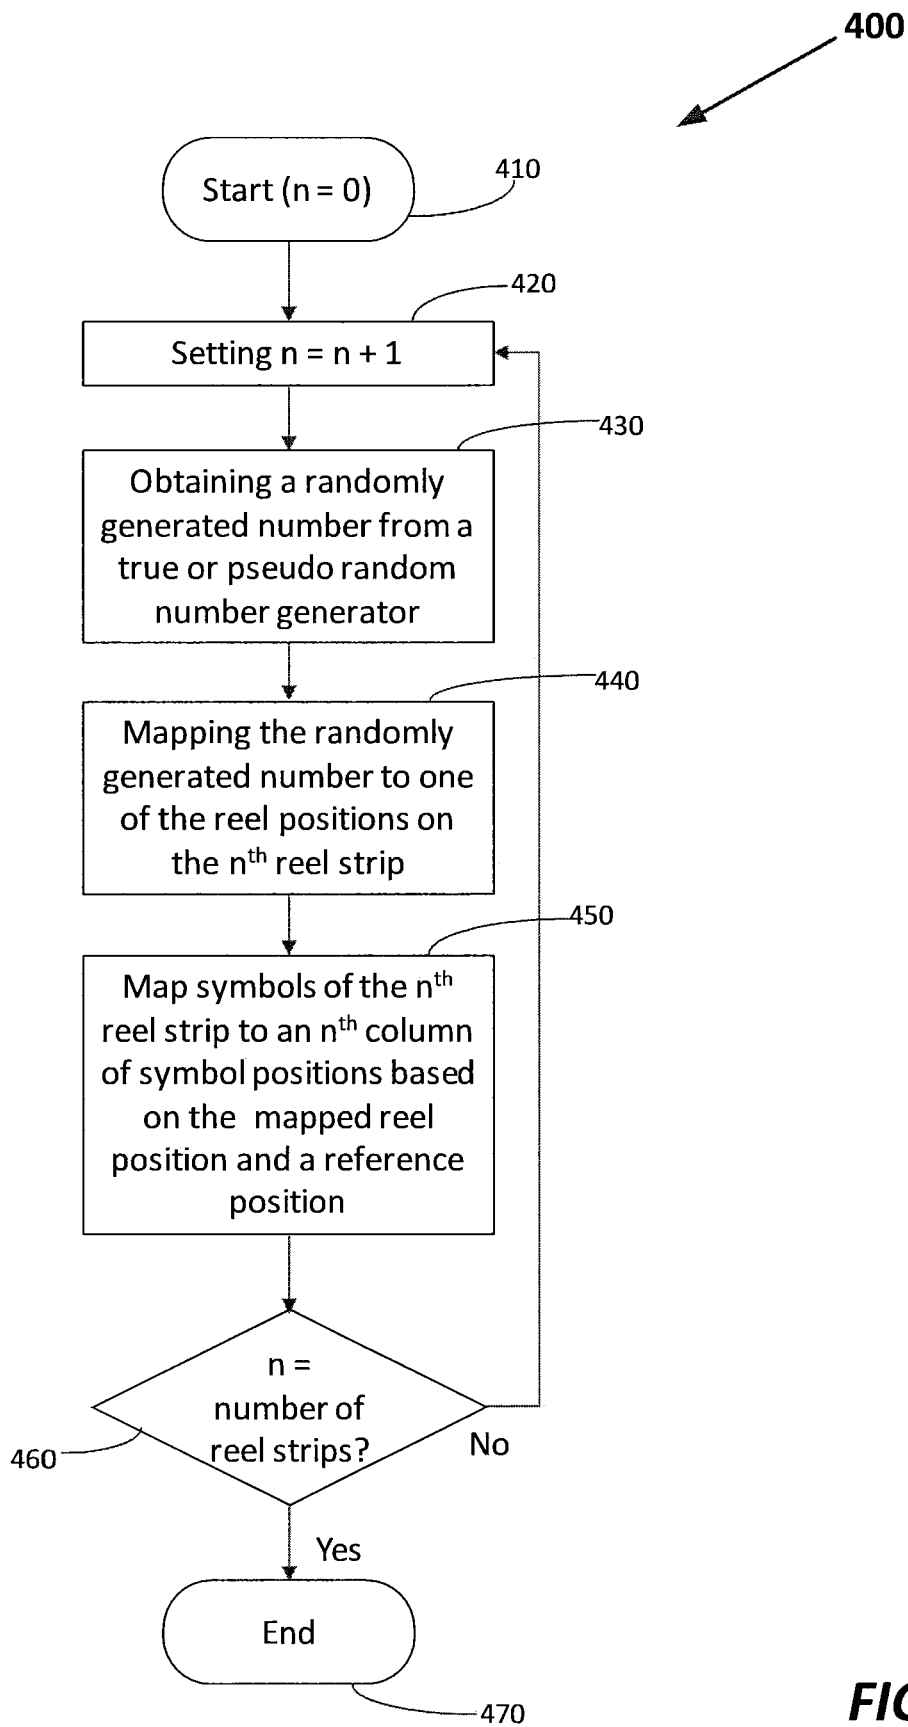 400
Start (n = 0)
410
420
Setting n = n + 1
430
Obtaining a randomly
generated number from a
true or pseudo random
number generator
440
Mapping the randomly
generated number to one
of the reel positions on
the nth reel strip
450
Map symbols of the nth
reel strip to an nth column
of symbol positions based
on the mapped reel
position and a reference
position
n =
number of
reel strips?
460
No
Yes
End
470
FIG